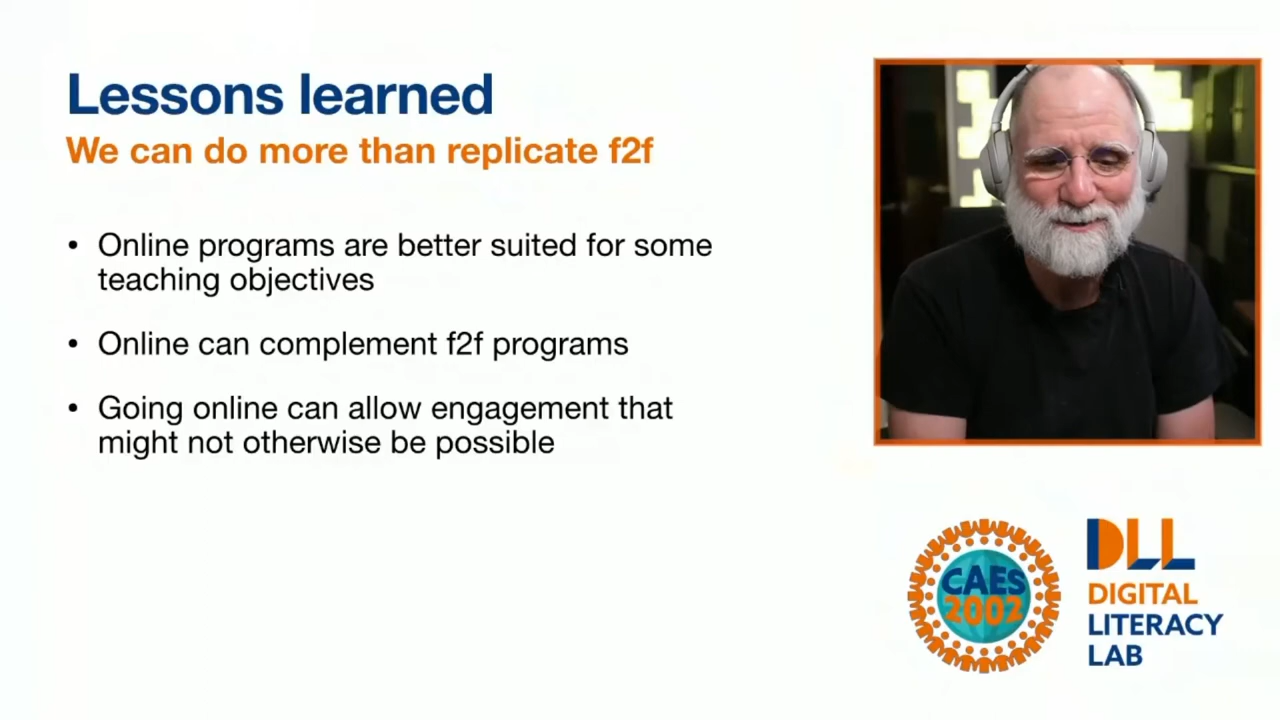 Lessons learned
We can do more than replicate f2f
• Online programs are better suited for some
teaching objectives
• Online can complement f2f programs
• Going online can allow engagement that
might not otherwise be possible
CAES
2002
DLL
DIGITAL
LITERACY
LAB